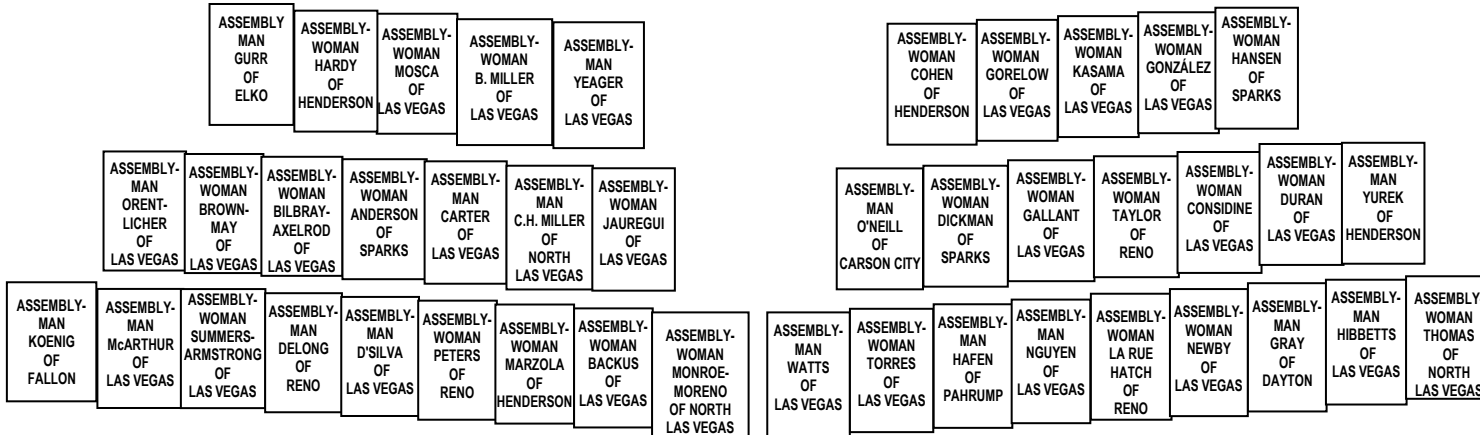 ASSEMBLY
MAN
GURR
OF
ELKO
ASSEMBLY-
WOMAN
HARDY
OF
HENDERSON
ASSEMBLY-
WOMAN
MOSCA
OF
LAS VEGAS
ASSEMBLY-
WOMAN
B. MILLER
OF
LAS VEGAS
ASSEMBLY-
MAN
YEAGER
OF
LAS VEGAS
ASSEMBLY-
WOMAN
COHEN
OF
HENDERSON
ASSEMBLY-
WOMAN
GORELOW
OF
LAS VEGAS
ASSEMBLY-
WOMAN
KASAMA
OF
LAS VEGAS
ASSEMBLY-
WOMAN
GONZÁLEZ
OF
LAS VEGAS
ASSEMBLY-
WOMAN
HANSEN
OF
SPARKS
ASSEMBLY-
MAN
ORENT-
LICHER
OF
LAS VEGAS
ASSEMBLY-
WOMAN
BROWN-
MAY
OF
LAS VEGAS
ASSEMBLY-
WOMAN
BILBRAY-
AXELROD
OF
LAS VEGAS
ASSEMBLY-
WOMAN
ANDERSON
OF
SPARKS
ASSEMBLY-
MAN
CARTER
OF
LAS VEGAS
ASSEMBLY-
MAN
C.H. MILLER
OF
NORTH
LAS VEGAS
ASSEMBLY-
WOMAN
JAUREGUI
OF
LAS VEGAS
ASSEMBLY-
MAN
O'NEILL
OF
CARSON CITY
ASSEMBLY-
WOMAN
DICKMAN
OF
SPARKS
ASSEMBLY-
WOMAN
GALLANT
OF
LAS VEGAS
ASSEMBLY-
WOMAN
TAYLOR
OF
RENO
ASSEMBLY-
WOMAN
CONSIDINE
OF
LAS VEGAS
ASSEMBLY-
WOMAN
DURAN
OF
LAS VEGAS
ASSEMBLY-
MAN
YUREK
OF
HENDERSON
ASSEMBLY-
MAN
KOENIG
OF
FALLON
ASSEMBLY-
MAN
McARTHUR
OF
LAS VEGAS
ASSEMBLY-
WOMAN
SUMMERS-
ARMSTRONG
OF
LAS VEGAS
ASSEMBLY-
MAN
DELONG
OF
RENO
ASSEMBLY-
MAN
D'SILVA
OF
LAS VEGAS
ASSEMBLY-
WOMAN
PETERS
OF
RENO
ASSEMBLY-
WOMAN
MARZOLA
OF
HENDERSON
ASSEMBLY-
WOMAN
BACKUS
OF
LAS VEGAS
ASSEMBLY-
WOMAN
MONROE-
MORENO
OF NORTH
LAS VEGAS
ASSEMBLY-
MAN
WATTS
OF
LAS VEGAS
ASSEMBLY-
WOMAN
TORRES
OF
LAS VEGAS
ASSEMBLY-
MAN
HAFEN
OF
PAHRUMP
ASSEMBLY-
MAN
NGUYEN
OF
LAS VEGAS
ASSEMBLY-
WOMAN
LA RUE
HATCH
OF
RENO
ASSEMBLY-
WOMAN
NEWBY
OF
LAS VEGAS
ASSEMBLY-
MAN
GRAY
OF
DAYTON
ASSEMBLY-
MAN
HIBBETTS
OF
LAS VEGAS
ASSEMBLY-
WOMAN
THOMAS
OF
NORTH
LAS VEGAS